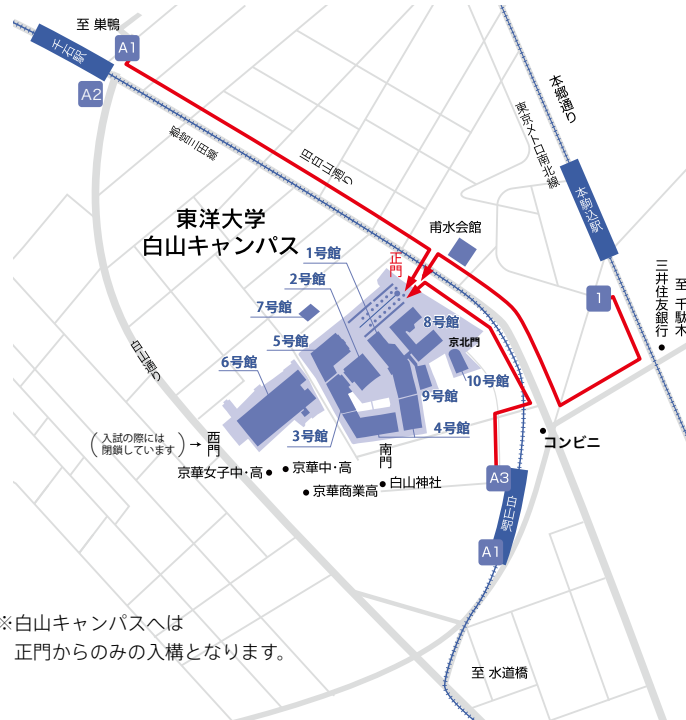 至 巣鴨
A1
千石駅
A2
都営三田線
旧白山通り
本郷通り
東京メトロ南北線
本駒込駅
東洋大学
白山キャンパス
甫水会館
正門
1号館
2号館
7号館
5号館
6号館
8号館
京北門
10号館
9号館
4号館
3号館
1
三井住友銀行
至 千駄木
白山通り
(入試の際には
閉鎖しています)→
西門
南門
コンビニ
京華女子中・高
京華中・高
京華商業高
白山神社
A3
白山駅
A1
※白山キャンパスへは
正門からのみの入構となります。
至 水道橋